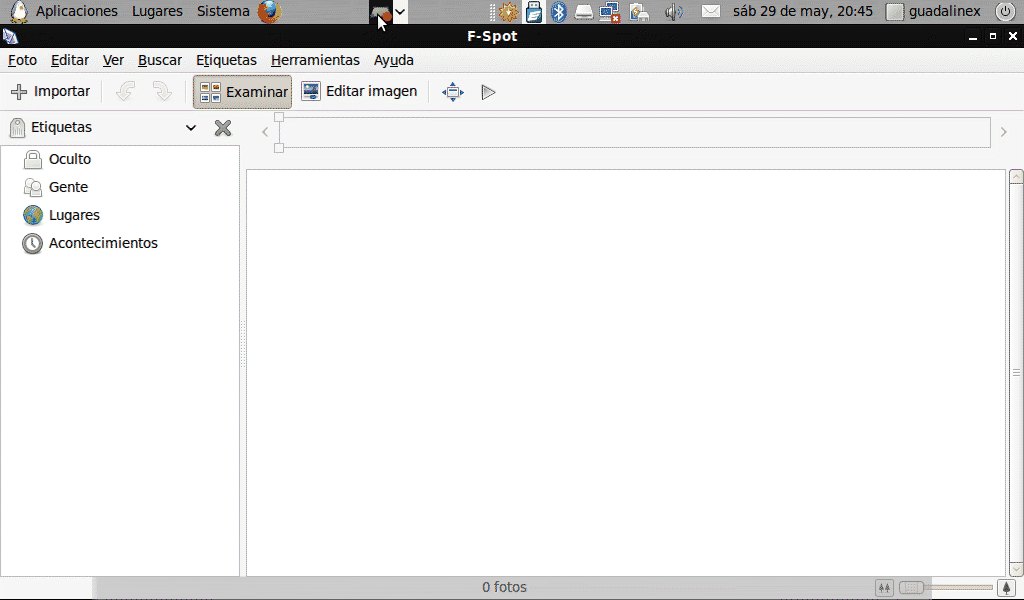 Aplicaciones Lugares Sistema sáb 29 de may, 20:45 guadalinex
F-Spot
Foto Editar Ver Buscar Etiquetas Herramientas Ayuda
Importar Examinar Editar imagen
Etiquetas
Oculto
Gente
Lugares
Acontecimientos
0 fotos